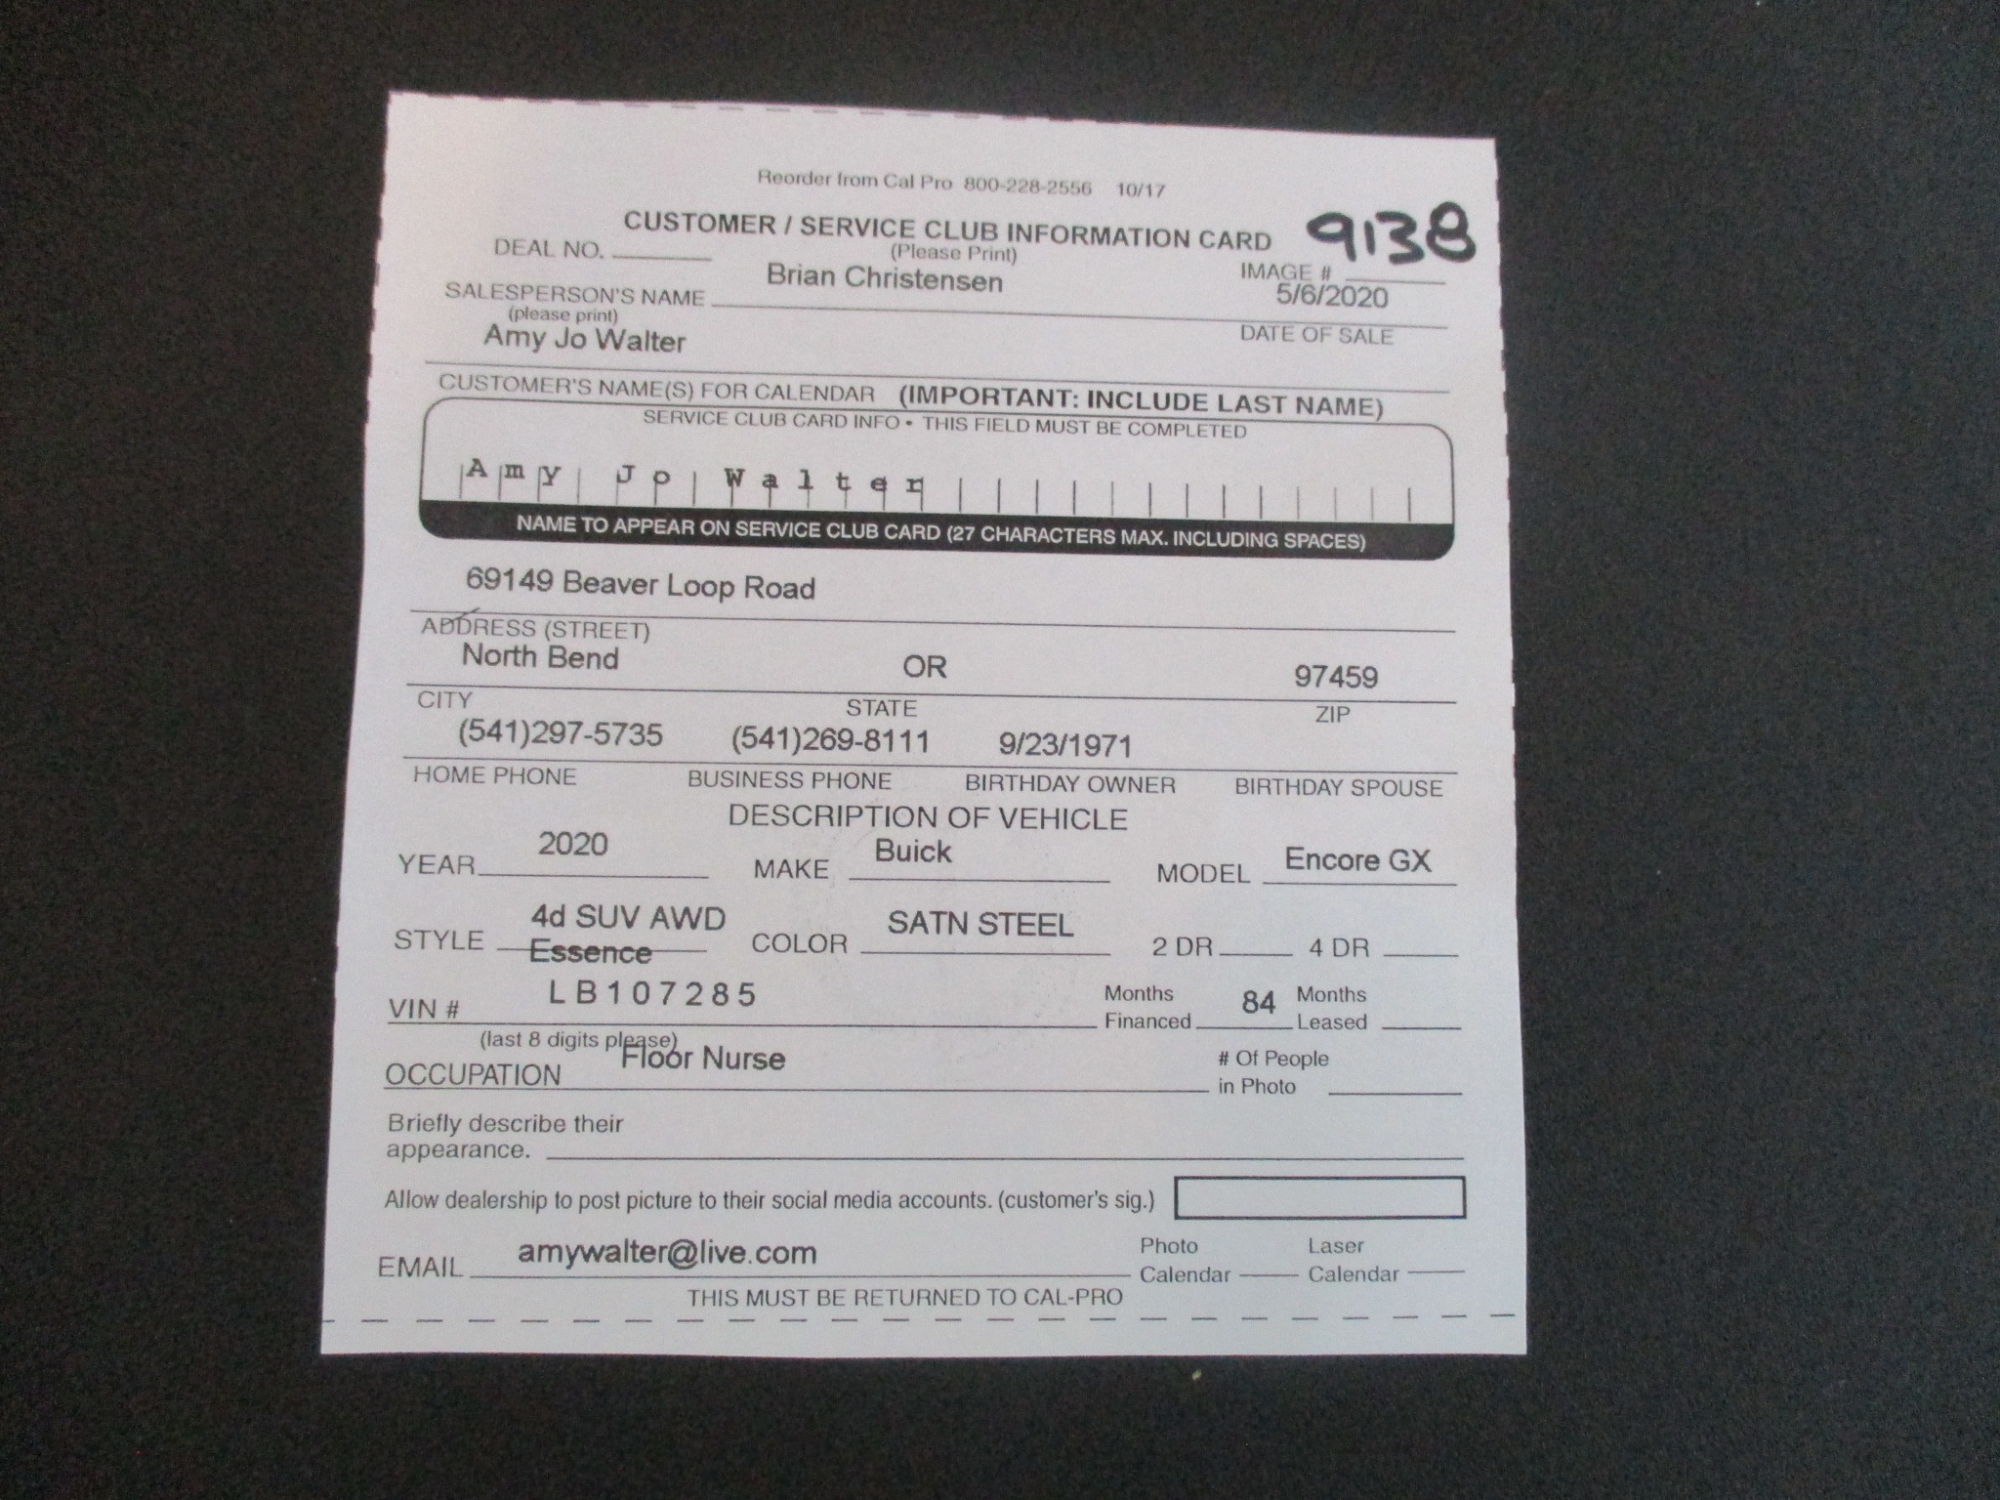 Reorder from Cal Pro 800-228-2556 10/17
CUSTOMER / SERVICE CLUB INFORMATION CARD 9138
DEAL NO. (Please Print) IMAGE #
SALESPERSON'S NAME Brian Christensen 5/6/2020
(please print) DATE OF SALE
Amy Jo Walter
CUSTOMER'S NAME(S) FOR CALENDAR (IMPORTANT: INCLUDE LAST NAME)
SERVICE CLUB CARD INFO • THIS FIELD MUST BE COMPLETED
Amy Jo Walter
NAME TO APPEAR ON SERVICE CLUB CARD (27 CHARACTERS MAX. INCLUDING SPACES)
69149 Beaver Loop Road
ADDRESS (STREET)
North Bend OR 97459
CITY STATE ZIP
(541)297-5735 (541)269-8111 9/23/1971
HOME PHONE BUSINESS PHONE BIRTHDAY OWNER BIRTHDAY SPOUSE
DESCRIPTION OF VEHICLE
YEAR 2020 MAKE Buick MODEL Encore GX
STYLE 4d SUV AWD Essence COLOR SATN STEEL 2 DR 4 DR
VIN # LB107285 Months Financed 84 Months Leased
(last 8 digits please)
OCCUPATION Floor Nurse # Of People in Photo
Briefly describe their
appearance.
Allow dealership to post picture to their social media accounts. (customer's sig.)
EMAIL amywalter@live.com Photo Calendar Laser Calendar
THIS MUST BE RETURNED TO CAL-PRO